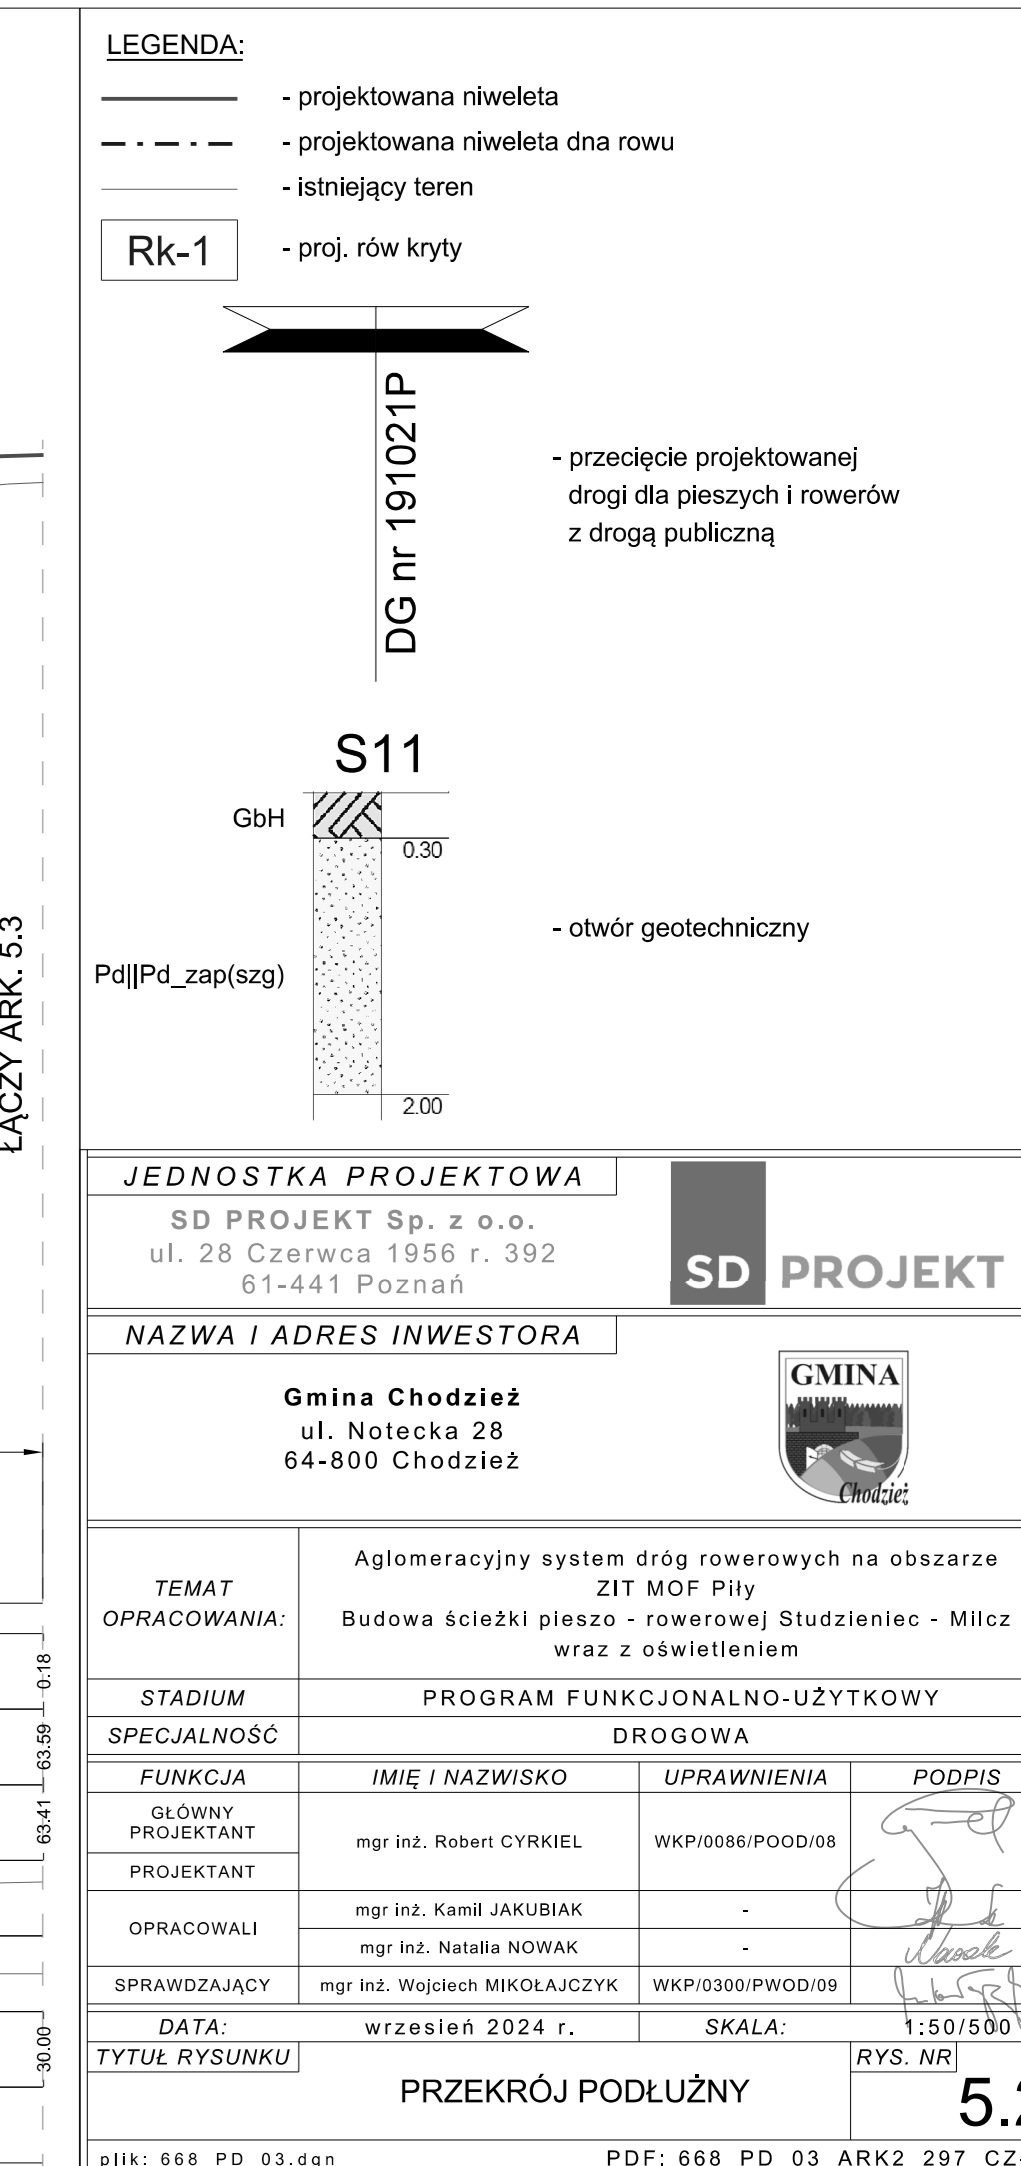 LEGENDA:
- projektowana niweleta
- projektowana niweleta dna rowu
- istniejący teren
Rk-1
- proj. rów kryty
DG nr 191021P
- przecięcie projektowanej
drogi dla pieszych i rowerów
z drogą publiczną
S11
GbH
0.30
- otwór geotechniczny
Pd||Pd_zap(szg)
2.00
ŁĄCZY ARK. 5.3
0.18
63.59
63.41
30.00
JEDNOSTKA PROJEKTOWA
SD PROJEKT Sp. z o.o.
ul. 28 Czerwca 1956 r. 392
61-441 Poznań
SD PROJEKT
NAZWA I ADRES INWESTORA
Gmina Chodzież
ul. Notecka 28
64-800 Chodzież
GMINA
Chodzież
TEMAT
OPRACOWANIA:
Aglomeracyjny system dróg rowerowych na obszarze
ZIT MOF Piły
Budowa ścieżki pieszo - rowerowej Studzieniec - Milcz
wraz z oświetleniem
STADIUM
PROGRAM FUNKCJONALNO-UŻYTKOWY
SPECJALNOŚĆ
DROGOWA
FUNKCJA IMIĘ I NAZWISKO UPRAWNIENIA PODPIS
GŁÓWNY
PROJEKTANT
mgr inż. Robert CYRKIEL WKP/0086/POOD/08
PROJEKTANT
OPRACOWALI
mgr inż. Kamil JAKUBIAK -
mgr inż. Natalia NOWAK - Nowak
SPRAWDZAJĄCY mgr inż. Wojciech MIKOŁAJCZYK WKP/0300/PWOD/09
DATA: wrzesień 2024 r. SKALA: 1:50/500
TYTUŁ RYSUNKU
PRZEKRÓJ PODŁUŻNY
RYS. NR
5.2
plik: 668_PD_03.dgn
PDF: 668_PD_03_ARK2_297_CZ-